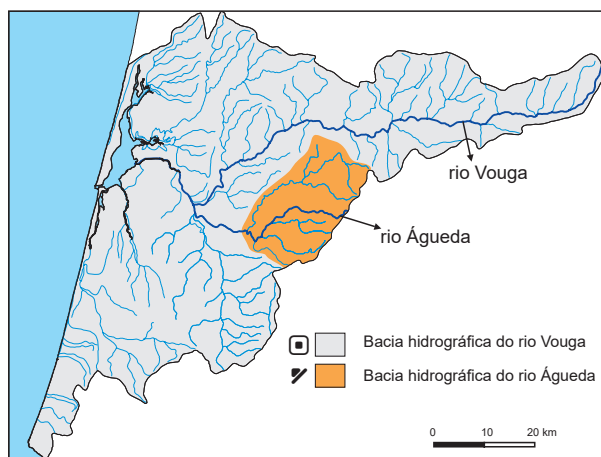 rio Vouga
rio Águeda
Bacia hidrográfica do rio Vouga
Bacia hidrográfica do rio Águeda
0 10 20 km